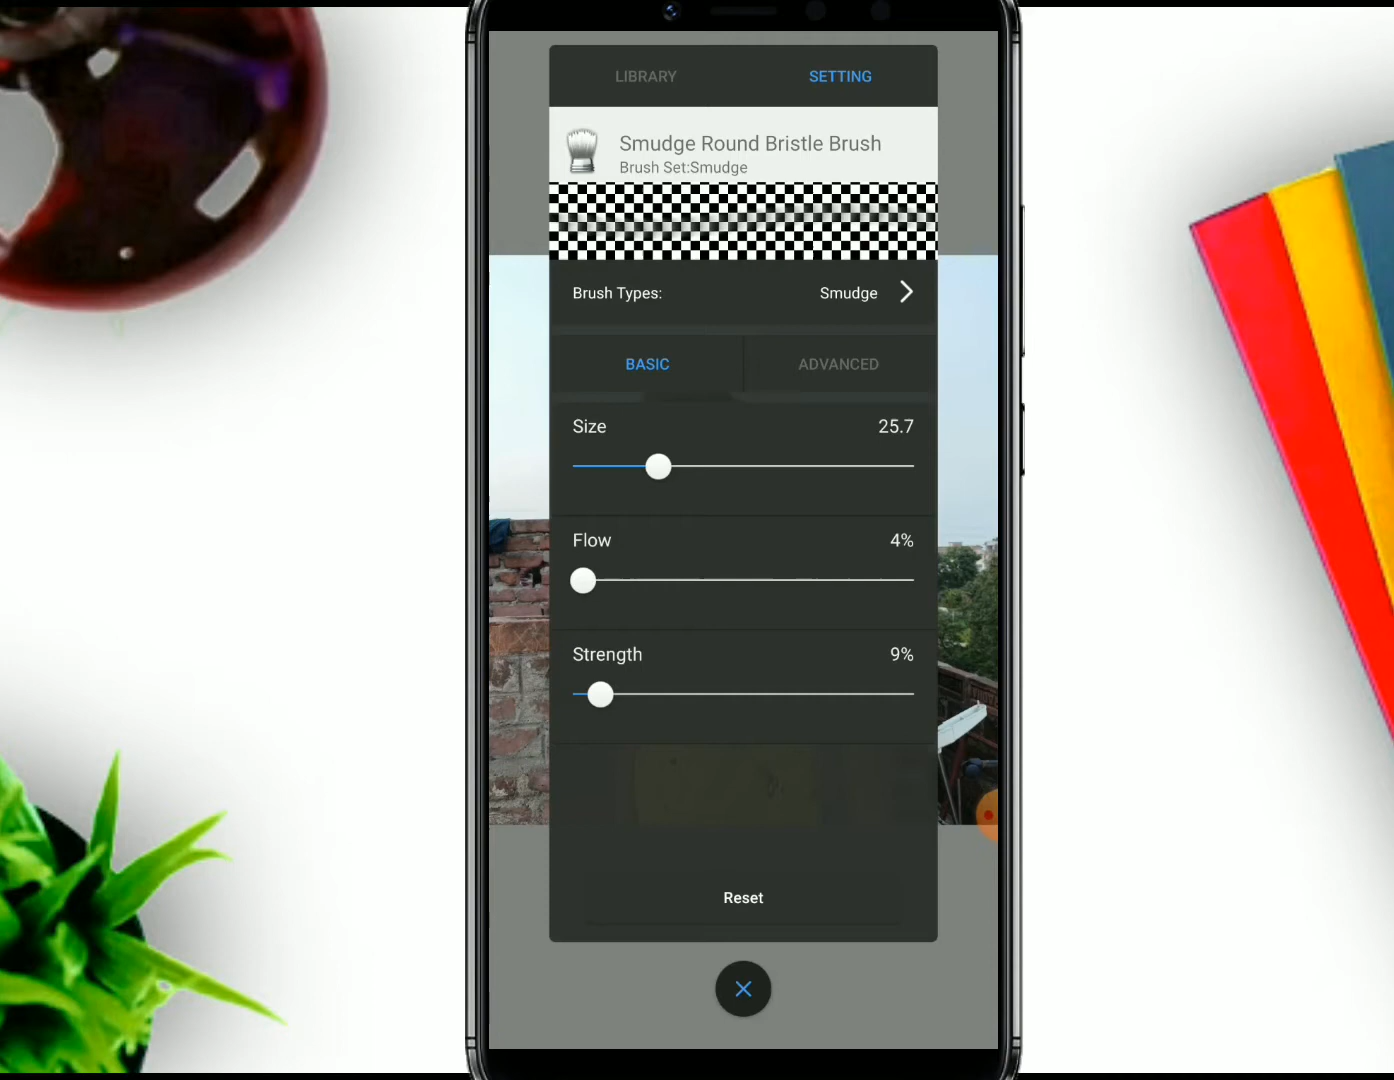 LIBRARY SETTING
Smudge Round Bristle Brush
Brush Set:Smudge
Brush Types: Smudge
BASIC ADVANCED
Size 25.7
Flow 4%
Strength 9%
Reset